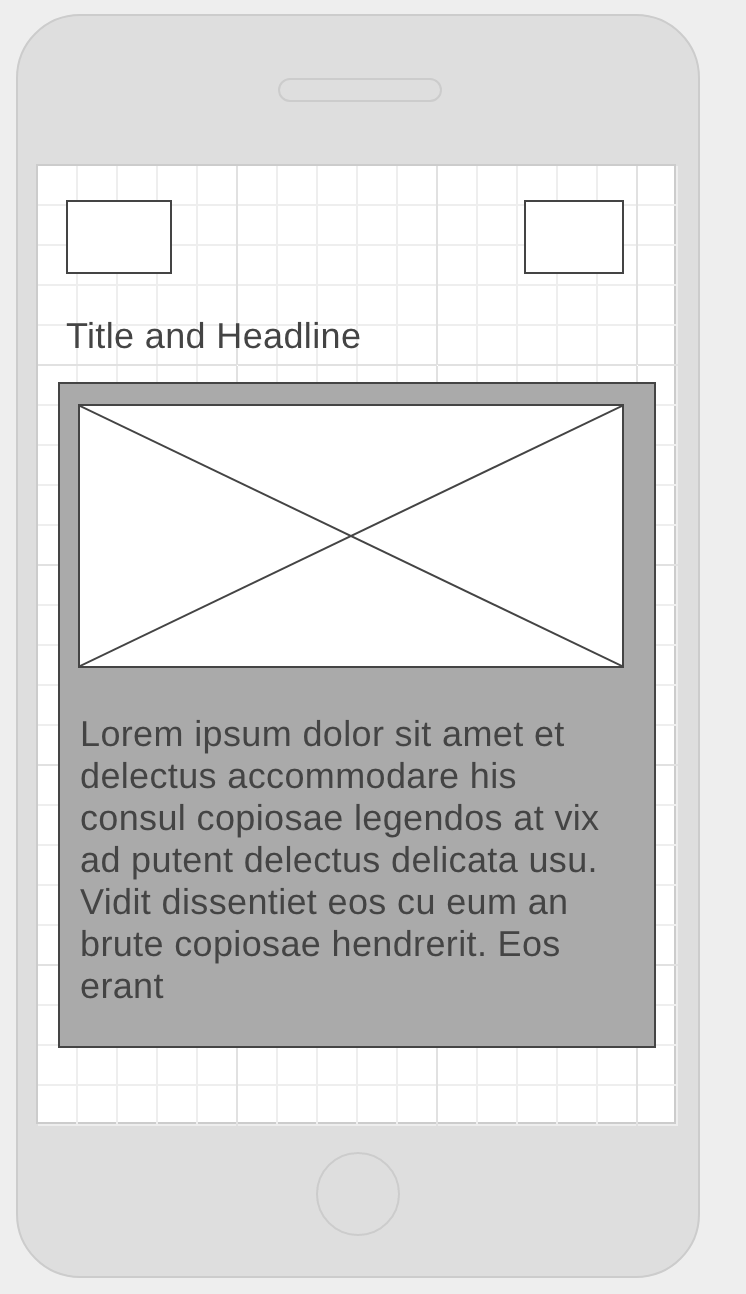 Title and Headline
Lorem ipsum dolor sit amet et
delectus accommodare his
consul copiosae legendos at vix
ad putent delectus delicata usu.
Vidit dissentiet eos cu eum an
brute copiosae hendrerit. Eos
erant